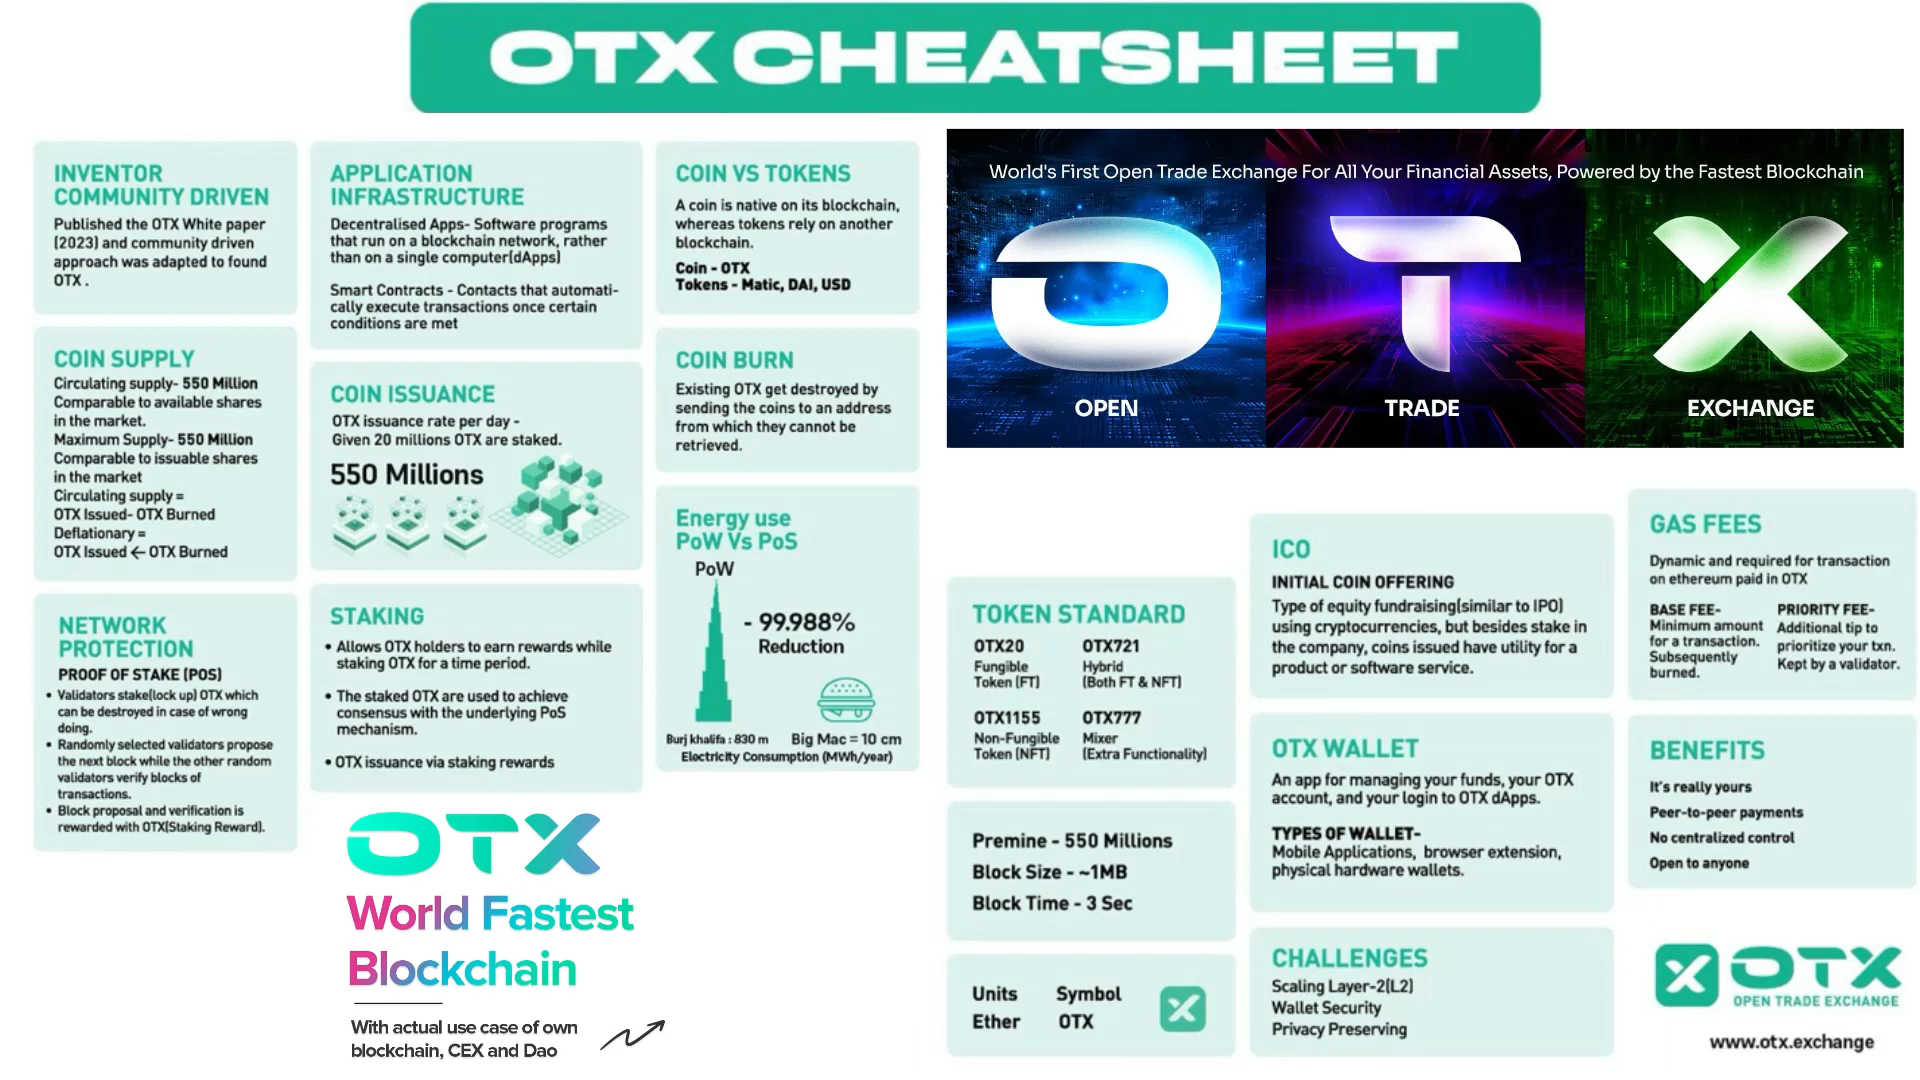 OTX CHEATSHEET
INVENTOR
COMMUNITY DRIVEN
Published the OTX White paper
(2023) and community driven
approach was adapted to found
OTX .
COIN SUPPLY
Circulating supply- 550 Million
Comparable to available shares
in the market.
Maximum Supply- 550 Million
Comparable to issuable shares
in the market
Circulating supply =
OTX Issued- OTX Burned
Deflationary =
OTX Issued ← OTX Burned
NETWORK
PROTECTION
PROOF OF STAKE (POS)
• Validators stake(lock up) OTX which
can be destroyed in case of wrong
doing.
• Randomly selected validators propose
the next block while the other random
validators verify blocks of
transactions.
• Block proposal and verification is
rewarded with OTX(Staking Reward).
APPLICATION
INFRASTRUCTURE
Decentralised Apps- Software programs
that run on a blockchain network, rather
than on a single computer(dApps)
Smart Contracts - Contacts that automati-
cally execute transactions once certain
conditions are met
COIN ISSUANCE
OTX issuance rate per day -
Given 20 millions OTX are staked.
550 Millions
STAKING
• Allows OTX holders to earn rewards while
staking OTX for a time period.
• The staked OTX are used to achieve
consensus with the underlying PoS
mechanism.
• OTX issuance via staking rewards
OTX
World Fastest
Blockchain
With actual use case of own
blockchain, CEX and Dao
COIN VS TOKENS
A coin is native on its blockchain,
whereas tokens rely on another
blockchain.
Coin - OTX
Tokens - Matic, DAI, USD
COIN BURN
Existing OTX get destroyed by
sending the coins to an address
from which they cannot be
retrieved.
Energy use
PoW Vs PoS
PoW
- 99.988%
Reduction
Burj khalifa : 830 m Big Mac = 10 cm
Electricity Consumption (MWh/year)
World's First Open Trade Exchange For All Your Financial Assets, Powered by the Fastest Blockchain
O T X
OPEN TRADE EXCHANGE
TOKEN STANDARD
OTX20 OTX721
Fungible Hybrid
Token (FT) (Both FT & NFT)
OTX1155 OTX777
Non-Fungible Mixer
Token (NFT) (Extra Functionality)
Premine - 550 Millions
Block Size - ~1MB
Block Time - 3 Sec
Units Symbol
Ether OTX
ICO
INITIAL COIN OFFERING
Type of equity fundraising(similar to IPO)
using cryptocurrencies, but besides stake in
the company, coins issued have utility for a
product or software service.
OTX WALLET
An app for managing your funds, your OTX
account, and your login to OTX dApps.
TYPES OF WALLET-
Mobile Applications, browser extension,
physical hardware wallets.
CHALLENGES
Scaling Layer-2(L2)
Wallet Security
Privacy Preserving
GAS FEES
Dynamic and required for transaction
on ethereum paid in OTX
BASE FEE-
Minimum amount
for a transaction.
Subsequently
burned.
PRIORITY FEE-
Additional tip to
prioritize your txn.
Kept by a validator.
BENEFITS
It's really yours
Peer-to-peer payments
No centralized control
Open to anyone
OTX
OPEN TRADE EXCHANGE
www.otx.exchange